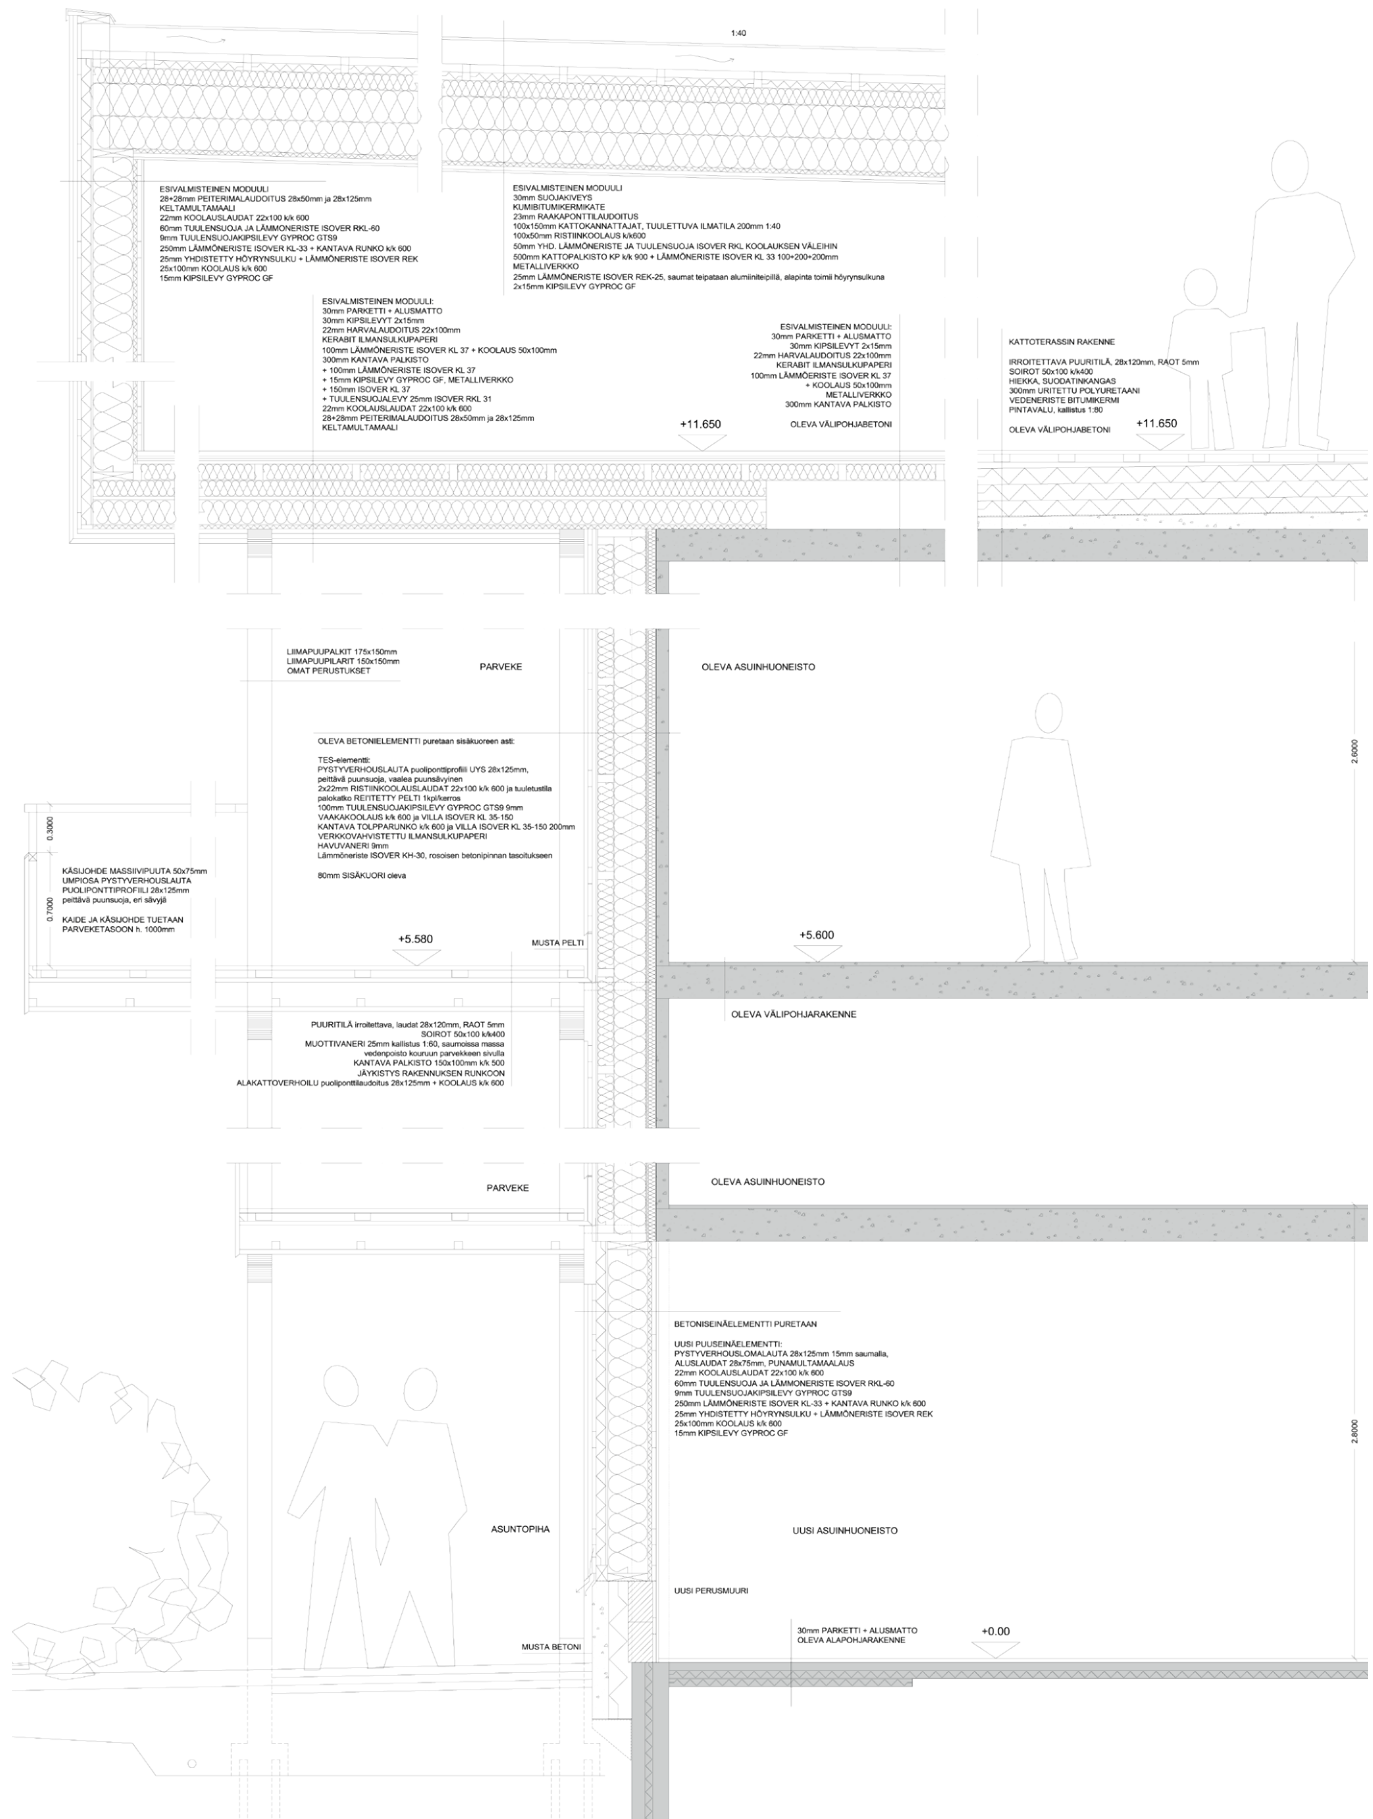 1:40
ESIVALMISTEINEN MODUULI
28+28mm PEITERIMALAUDOITUS 28x50mm ja 28x125mm
KELTAMULTAMAALI
22mm KOOLAUSLAUDAT 22x100 k/k 600
60mm TUULENSUOJA JA LÄMMÖNERISTE ISOVER RKL-60
9mm TUULENSUOJAKIPSILEVY GYPROC GTS9
250mm LÄMMÖNERISTE ISOVER KL-33 + KANTAVA RUNKO k/k 600
25mm YHDISTETTY HÖYRYNSULKU + LÄMMÖNERISTE ISOVER REK
25x100mm KOOLAUS k/k 600
15mm KIPSILEVY GYPROC GF
ESIVALMISTEINEN MODUULI
30mm SUOJAKIVEYS
KUMIBITUMIKERMIKATE
23mm RAAKAPONTTILAUDOITUS
100x150mm KATTOKANNATTAJAT, TUULETTUVA ILMATILA 200mm 1:40
100x50mm RISTIINKOOLAUS k/k600
50mm YHD. LÄMMÖNERISTE JA TUULENSUOJA ISOVER RKL KOOLAUKSEN VÄLEIHIN
500mm KATTOPALKISTO KP k/k 900 + LÄMMÖNERISTE ISOVER KL 33 100+200+200mm
METALLIVERKKO
25mm LÄMMÖNERISTE ISOVER REK-25, saumat teipataan alumiiniteipillä, alapinta toimii höyrynsulkuna
2x15mm KIPSILEVY GYPROC GF
ESIVALMISTEINEN MODUULI:
30mm PARKETTI + ALUSMATTO
30mm KIPSILEVYT 2x15mm
22mm HARVALAUDOITUS 22x100mm
KERABIT ILMANSULKUPAPERI
100mm LÄMMÖNERISTE ISOVER KL 37 + KOOLAUS 50x100mm
300mm KANTAVA PALKISTO
+ 100mm LÄMMÖNERISTE ISOVER KL 37
+ 15mm KIPSILEVY GYPROC GF, METALLIVERKKO
+ 150mm ISOVER KL 37
+ TUULENSUOJALEVY 25mm ISOVER RKL 31
22mm KOOLAUSLAUDAT 22x100 k/k 600
28+28mm PEITERIMALAUDOITUS 28x50mm ja 28x125mm
KELTAMULTAMAALI
ESIVALMISTEINEN MODUULI:
30mm PARKETTI + ALUSMATTO
30mm KIPSILEVYT 2x15mm
22mm HARVALAUDOITUS 22x100mm
KERABIT ILMANSULKUPAPERI
100mm LÄMMÖERISTE ISOVER KL 37
+ KOOLAUS 50x100mm
METALLIVERKKO
300mm KANTAVA PALKISTO
OLEVA VÄLIPOHJABETONI
+11.650
KATTOTERASSIN RAKENNE
IRROITETTAVA PUURITILÄ, 28x120mm, RAOT 5mm
SOIROT 50x100 k/k400
HIEKKA, SUODATINKANGAS
300mm URITETTU POLYURETAANI
VEDENERISTE BITUMIKERMI
PINTAVALU, kallistus 1:80
OLEVA VÄLIPOHJABETONI
+11.650
LIIMAPUUPALKIT 175x150mm
LIIMAPUUPILARIT 150x150mm
OMAT PERUSTUKSET
PARVEKE
OLEVA ASUINHUONEISTO
2.6000
OLEVA BETONIELEMENTTI puretaan sisäkuoreen asti:
TES-elementti:
PYSTYVERHOUSLAUTA puoliponttiprofiili UYS 28x125mm,
peittävä puunsuoja, vaalea puunsävyinen
2x22mm RISTIINKOOLAUSLAUDAT 22x100 k/k 600 ja tuuletustila
palokatko REI'ITETTY PELTI 1kpl/kerros
100mm TUULENSUOJAKIPSILEVY GYPROC GTS9 9mm
VAAKAKOOLAUS k/k 600 ja VILLA ISOVER KL 35-150
KANTAVA TOLPPARUNKO k/k 600 ja VILLA ISOVER KL 35-150 200mm
VERKKOVAHVISTETTU ILMANSULKUPAPERI
HAVUVANERI 9mm
Lämmöneriste ISOVER KH-30, rosoisen betonipinnan tasoitukseen
80mm SISÄKUORI oleva
0.3000
0.7000
KÄSIJOHDE MASSIIVIPUUTA 50x75mm
UMPIOSA PYSTYVERHOUSLAUTA
PUOLIPONTTIPROFIILI 28x125mm
peittävä puunsuoja, eri sävyjä
KAIDE JA KÄSIJOHDE TUETAAN
PARVEKETASOON h. 1000mm
+5.580
MUSTA PELTI
+5.600
OLEVA VÄLIPOHJARAKENNE
PUURITILÄ irroitettava, laudat 28x120mm, RAOT 5mm
SOIROT 50x100 k/k400
MUOTTIVANERI 25mm kallistus 1:60, saumoissa massa
vedenpoisto kouruun parvekkeen sivulla
KANTAVA PALKISTO 150x100mm k/k 500
JÄYKISTYS RAKENNUKSEN RUNKOON
ALAKATTOVERHOILU puoliponttilaudoitus 28x125mm + KOOLAUS k/k 600
PARVEKE
OLEVA ASUINHUONEISTO
BETONISEINÄELEMENTTI PURETAAN
UUSI PUUSEINÄELEMENTTI:
PYSTYVERHOUSLOMALAUTA 28x125mm 15mm saumalla,
ALUSLAUDAT 28x75mm, PUNAMULTAMAALAUS
22mm KOOLAUSLAUDAT 22x100 k/k 600
60mm TUULENSUOJA JA LÄMMONERISTE ISOVER RKL-60
9mm TUULENSUOJAKIPSILEVY GYPROC GTS9
250mm LÄMMÖNERISTE ISOVER KL-33 + KANTAVA RUNKO k/k 600
25mm YHDISTETTY HÖYRYNSULKU + LÄMMÖNERISTE ISOVER REK
25x100mm KOOLAUS k/k 600
15mm KIPSILEVY GYPROC GF
2.8000
ASUNTOPIHA
UUSI ASUINHUONEISTO
UUSI PERUSMUURI
MUSTA BETONI
30mm PARKETTI + ALUSMATTO
OLEVA ALAPOHJARAKENNE
+0.00